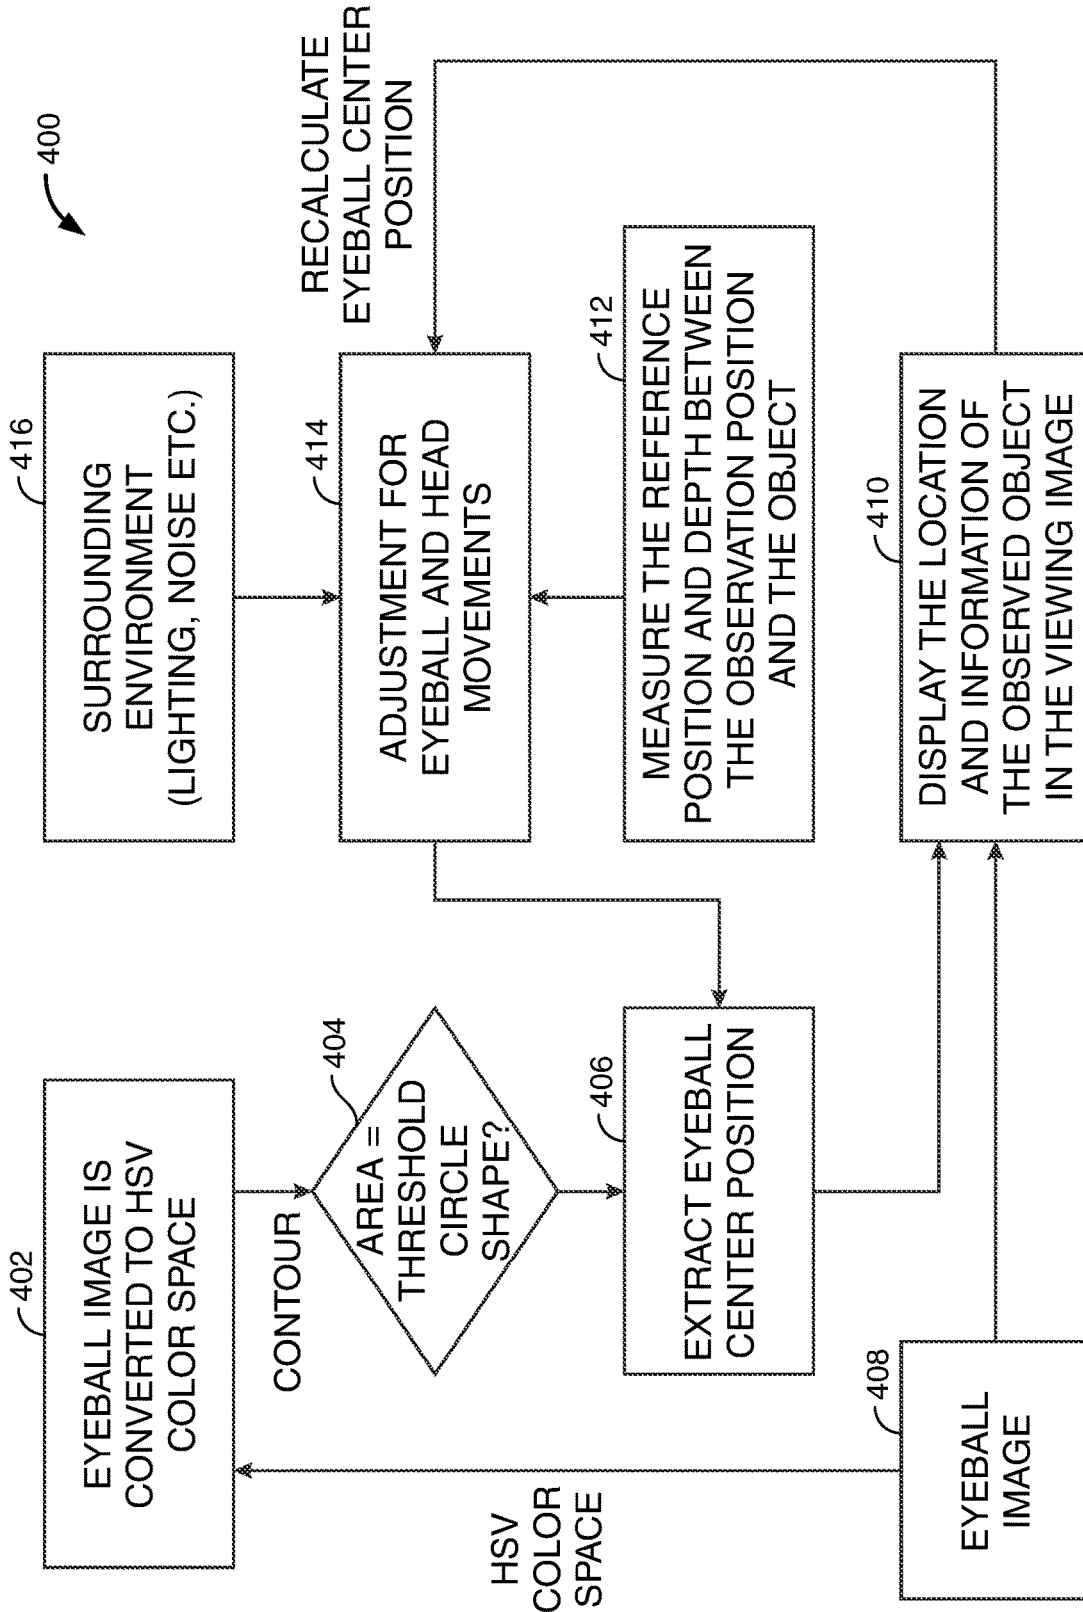 400
402
EYEBALL IMAGE IS
CONVERTED TO HSV
COLOR SPACE
CONTOUR
404
AREA =
THRESHOLD
CIRCLE
SHAPE?
406
EXTRACT EYEBALL
CENTER POSITION
HSV
COLOR
SPACE
408
EYEBALL
IMAGE
416
SURROUNDING
ENVIRONMENT
(LIGHTING, NOISE ETC.)
414
ADJUSTMENT FOR
EYEBALL AND HEAD
MOVEMENTS
RECALCULATE
EYEBALL CENTER
POSITION
412
MEASURE THE REFERENCE
POSITION AND DEPTH BETWEEN
THE OBSERVATION POSITION
AND THE OBJECT
410
DISPLAY THE LOCATION
AND INFORMATION OF
THE OBSERVED OBJECT
IN THE VIEWING IMAGE